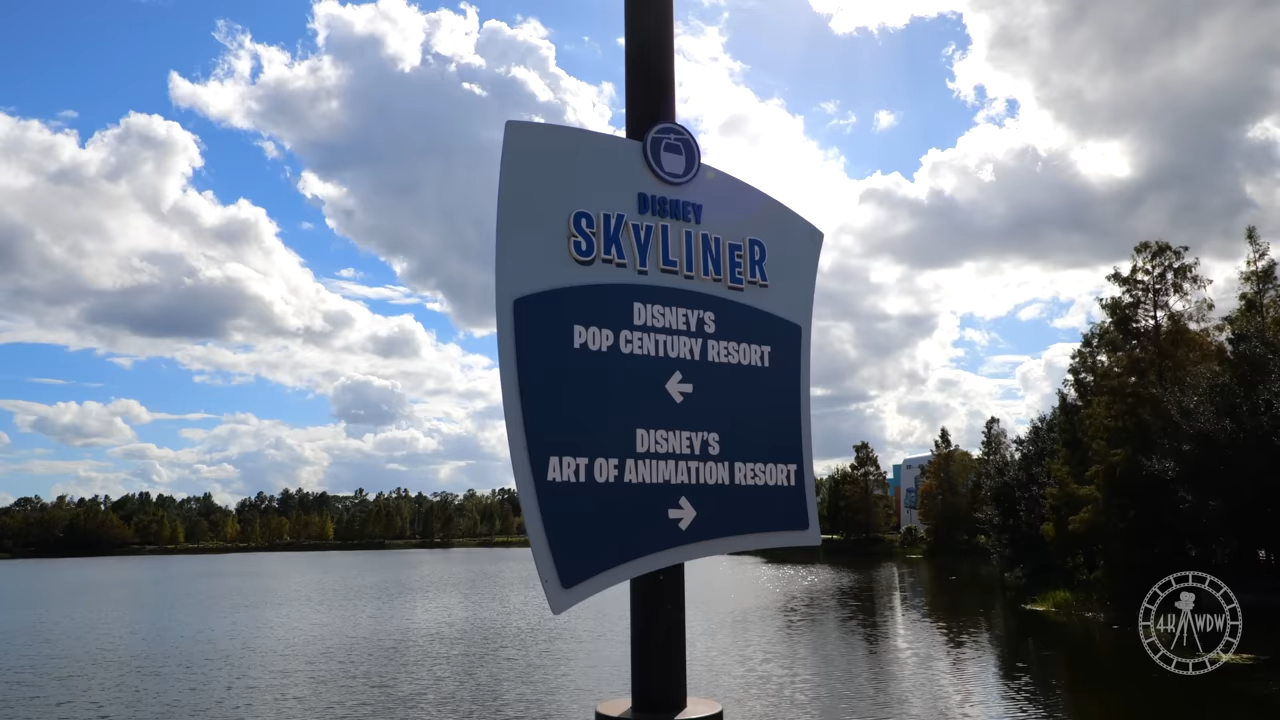 DISNEY
SKYLINER
DISNEY'S
POP CENTURY RESORT
←
DISNEY'S
ART OF ANIMATION RESORT
→
4K WDW